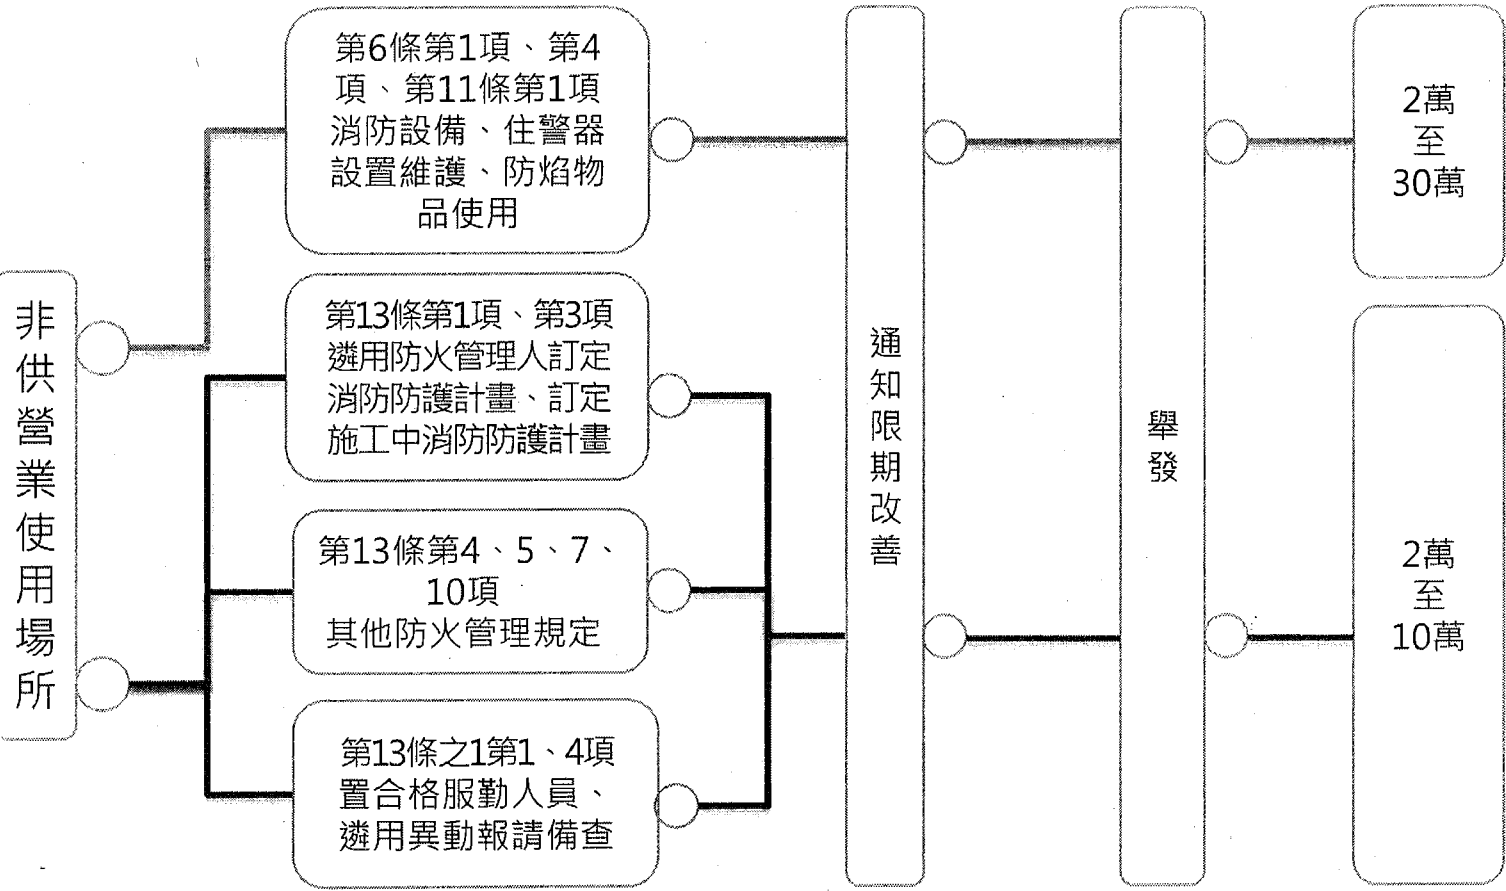 非供營業使用場所
第6條第1項、第4
項、第11條第1項
消防設備、住警器
設置維護、防焰物
品使用
第13條第1項、第3項
遴用防火管理人訂定
消防防護計畫、訂定
施工中消防防護計畫
第13條第4、5、7、
10項
其他防火管理規定
第13條之1第1、4項
置合格服勤人員、
遴用異動報請備查
通知限期改善
舉發
2萬
至
30萬
2萬
至
10萬